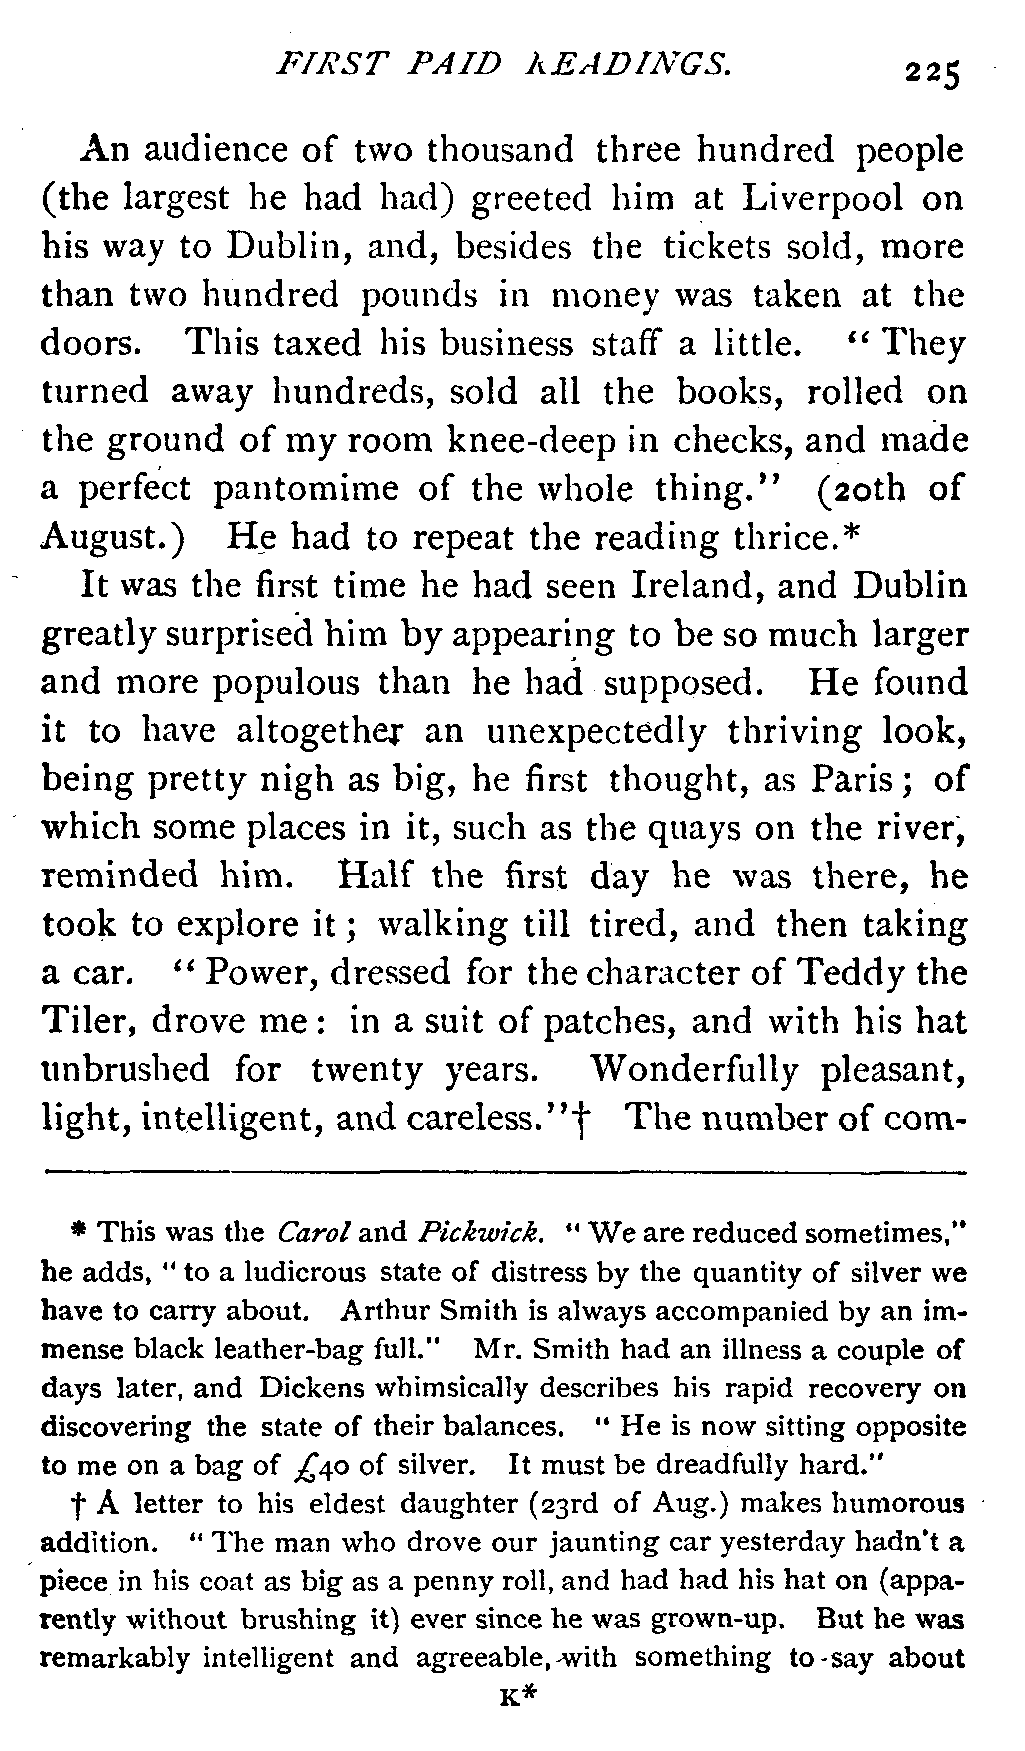 FIRST PAID READINGS. 225
An audience of two thousand three hundred people
(the largest he had had) greeted him at Liverpool on
his way to Dublin, and, besides the tickets sold, more
than two hundred pounds in money was taken at the
doors. This taxed his business staff a little. “They
turned away hundreds, sold all the books, rolled on
the ground of my room knee-deep in checks, and made
a perfect pantomime of the whole thing.” (20th of
August.) He had to repeat the reading thrice.*
It was the first time he had seen Ireland, and Dublin
greatly surprised him by appearing to be so much larger
and more populous than he had supposed. He found
it to have altogether an unexpectedly thriving look,
being pretty nigh as big, he first thought, as Paris; of
which some places in it, such as the quays on the river,
reminded him. Half the first day he was there, he
took to explore it; walking till tired, and then taking
a car. “Power, dressed for the character of Teddy the
Tiler, drove me: in a suit of patches, and with his hat
unbrushed for twenty years. Wonderfully pleasant,
light, intelligent, and careless.”† The number of com-
* This was the Carol and Pickwick. “We are reduced sometimes,”
he adds, “to a ludicrous state of distress by the quantity of silver we
have to carry about. Arthur Smith is always accompanied by an im-
mense black leather-bag full.” Mr. Smith had an illness a couple of
days later, and Dickens whimsically describes his rapid recovery on
discovering the state of their balances. “He is now sitting opposite
to me on a bag of £40 of silver. It must be dreadfully hard.”
† A letter to his eldest daughter (23rd of Aug.) makes humorous
addition. “The man who drove our jaunting car yesterday hadn't a
piece in his coat as big as a penny roll, and had had his hat on (appa-
rently without brushing it) ever since he was grown-up. But he was
remarkably intelligent and agreeable, with something to say about
K*